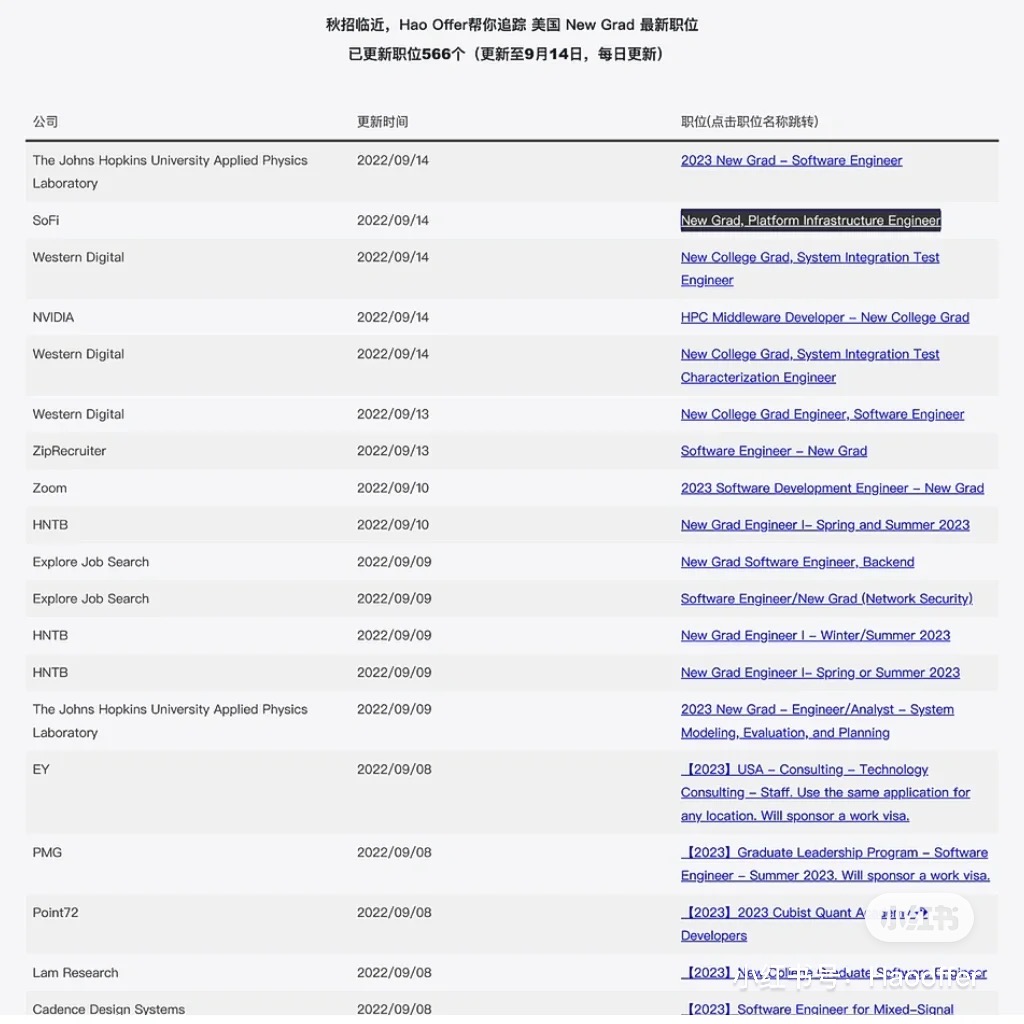 秋招临近，Hao Offer帮你追踪 美国 New Grad 最新职位
已更新职位566个（更新至9月14日，每日更新）
公司 更新时间 职位(点击职位名称跳转)
The Johns Hopkins University Applied Physics 2022/09/14 2023 New Grad – Software Engineer
Laboratory
SoFi 2022/09/14 New Grad, Platform Infrastructure Engineer
Western Digital 2022/09/14 New College Grad, System Integration Test
Engineer
NVIDIA 2022/09/14 HPC Middleware Developer – New College Grad
Western Digital 2022/09/14 New College Grad, System Integration Test
Characterization Engineer
Western Digital 2022/09/13 New College Grad Engineer, Software Engineer
ZipRecruiter 2022/09/13 Software Engineer – New Grad
Zoom 2022/09/10 2023 Software Development Engineer – New Grad
HNTB 2022/09/10 New Grad Engineer I– Spring and Summer 2023
Explore Job Search 2022/09/09 New Grad Software Engineer, Backend
Explore Job Search 2022/09/09 Software Engineer/New Grad (Network Security)
HNTB 2022/09/09 New Grad Engineer I – Winter/Summer 2023
HNTB 2022/09/09 New Grad Engineer I– Spring or Summer 2023
The Johns Hopkins University Applied Physics 2022/09/09 2023 New Grad – Engineer/Analyst – System
Laboratory Modeling, Evaluation, and Planning
EY 2022/09/08 【2023】USA – Consulting – Technology
Consulting – Staff. Use the same application for
any location. Will sponsor a work visa.
PMG 2022/09/08 【2023】Graduate Leadership Program – Software
Engineer – Summer 2023. Will sponsor a work visa.
Point72 2022/09/08 【2023】2023 Cubist Quant
Developers
小红书
Lam Research 2022/09/08 【2023】New Graduate Software Engineer
小红书号：Haooffer
Cadence Design Systems 2022/09/08 【2023】Software Engineer for Mixed–Signal